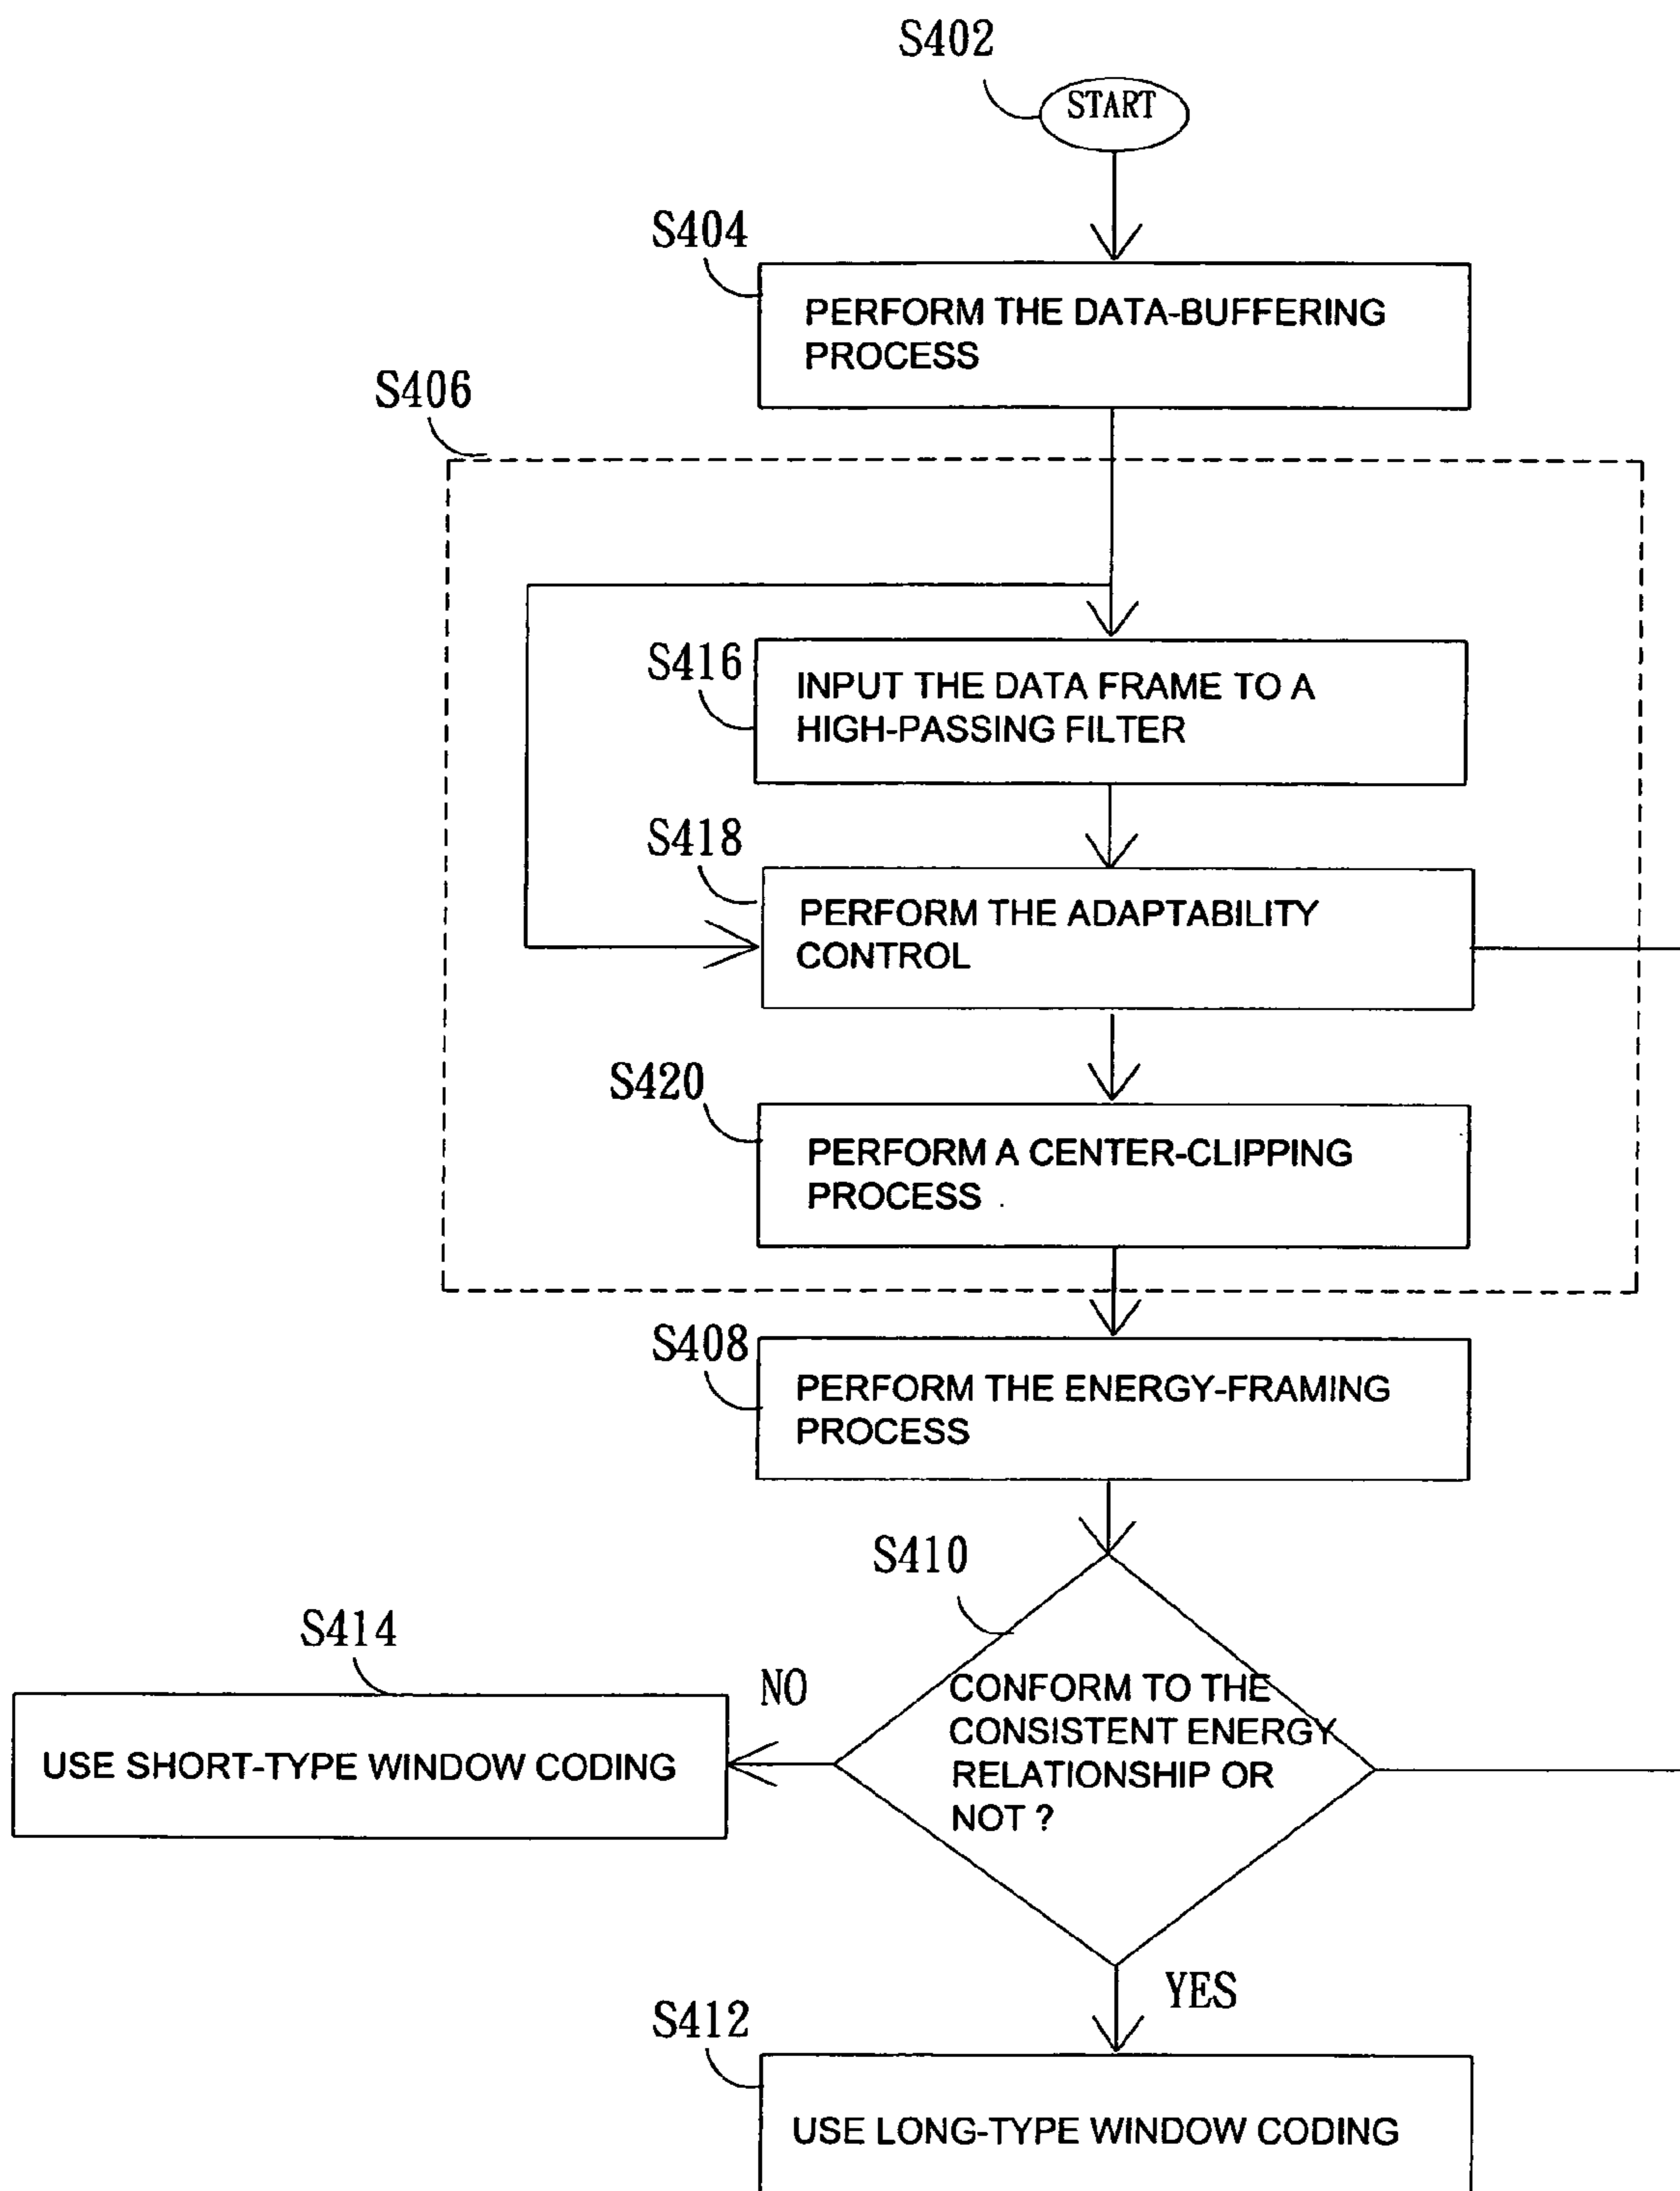 S402
START
S404
PERFORM THE DATA-BUFFERING
PROCESS
S406
S416
INPUT THE DATA FRAME TO A
HIGH-PASSING FILTER
S418
PERFORM THE ADAPTABILITY
CONTROL
S420
PERFORM A CENTER-CLIPPING
PROCESS
S408
PERFORM THE ENERGY-FRAMING
PROCESS
S410
CONFORM TO THE
CONSISTENT ENERGY
RELATIONSHIP OR
NOT ?
S414
NO
USE SHORT-TYPE WINDOW CODING
YES
S412
USE LONG-TYPE WINDOW CODING